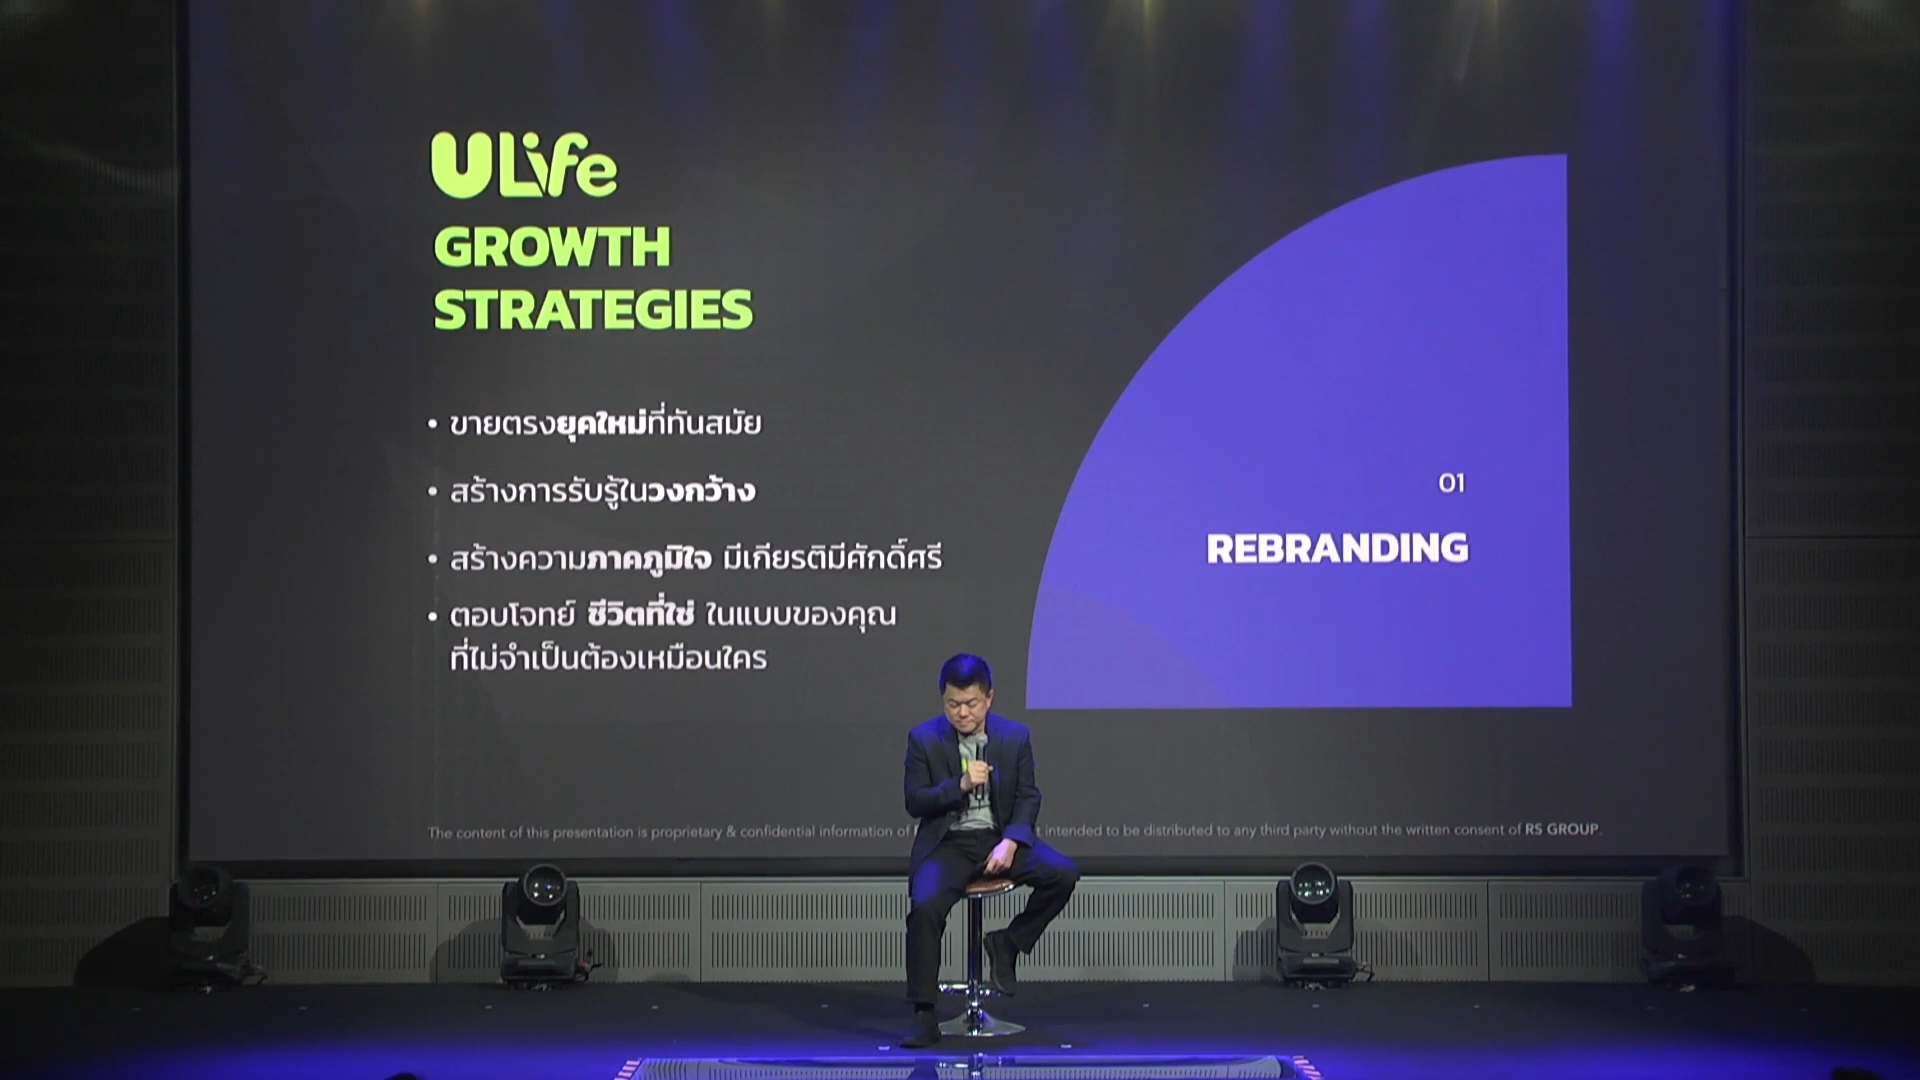 ULife
GROWTH
STRATEGIES
• ขายตรงยุคใหม่ที่ทันสมัย
• สร้างการรับรู้ในวงกว้าง
• สร้างความภาคภูมิใจ มีเกียรติมีศักดิ์ศรี
• ตอบโจทย์ ชีวิตที่ใช่ ในแบบของคุณ
ที่ไม่จำเป็นต้องเหมือนใคร
01
REBRANDING
The content of this presentation is proprietary & confidential information of intended to be distributed to any third party without the written consent of RS GROUP.